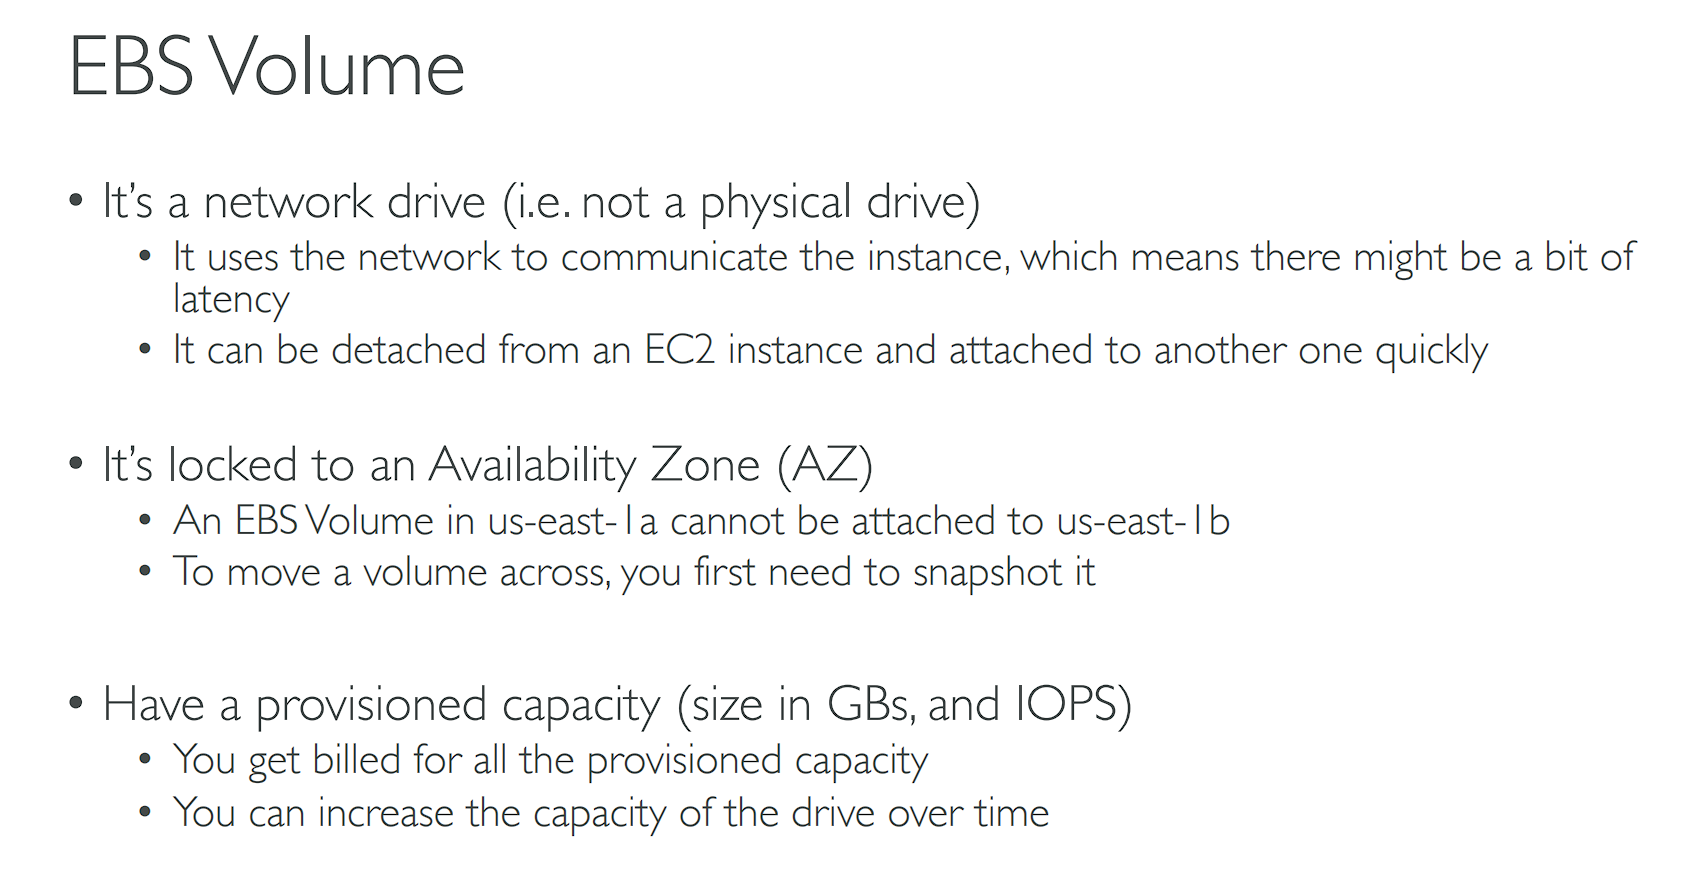 EBS Volume
• It’s a network drive (i.e. not a physical drive)
• It uses the network to communicate the instance, which means there might be a bit of
latency
• It can be detached from an EC2 instance and attached to another one quickly
• It’s locked to an Availability Zone (AZ)
• An EBS Volume in us-east-1a cannot be attached to us-east-1b
• To move a volume across, you first need to snapshot it
• Have a provisioned capacity (size in GBs, and IOPS)
• You get billed for all the provisioned capacity
• You can increase the capacity of the drive over time